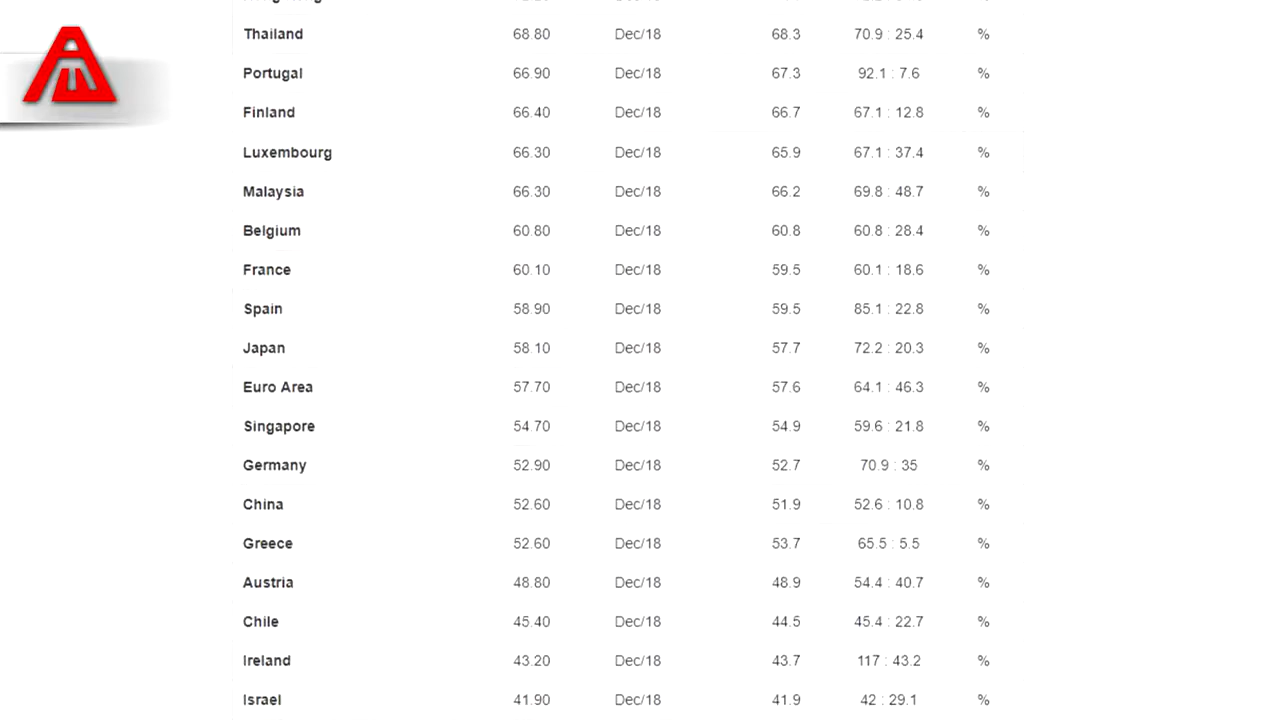 Thailand 68.80 Dec/18 68.3 70.9 : 25.4 %
Portugal 66.90 Dec/18 67.3 92.1 : 7.6 %
Finland 66.40 Dec/18 66.7 67.1 : 12.8 %
Luxembourg 66.30 Dec/18 65.9 67.1 : 37.4 %
Malaysia 66.30 Dec/18 66.2 69.8 : 48.7 %
Belgium 60.80 Dec/18 60.8 60.8 : 28.4 %
France 60.10 Dec/18 59.5 60.1 : 18.6 %
Spain 58.90 Dec/18 59.5 85.1 : 22.8 %
Japan 58.10 Dec/18 57.7 72.2 : 20.3 %
Euro Area 57.70 Dec/18 57.6 64.1 : 46.3 %
Singapore 54.70 Dec/18 54.9 59.6 : 21.8 %
Germany 52.90 Dec/18 52.7 70.9 : 35 %
China 52.60 Dec/18 51.9 52.6 : 10.8 %
Greece 52.60 Dec/18 53.7 65.5 : 5.5 %
Austria 48.80 Dec/18 48.9 54.4 : 40.7 %
Chile 45.40 Dec/18 44.5 45.4 : 22.7 %
Ireland 43.20 Dec/18 43.7 117 : 43.2 %
Israel 41.90 Dec/18 41.9 42 : 29.1 %